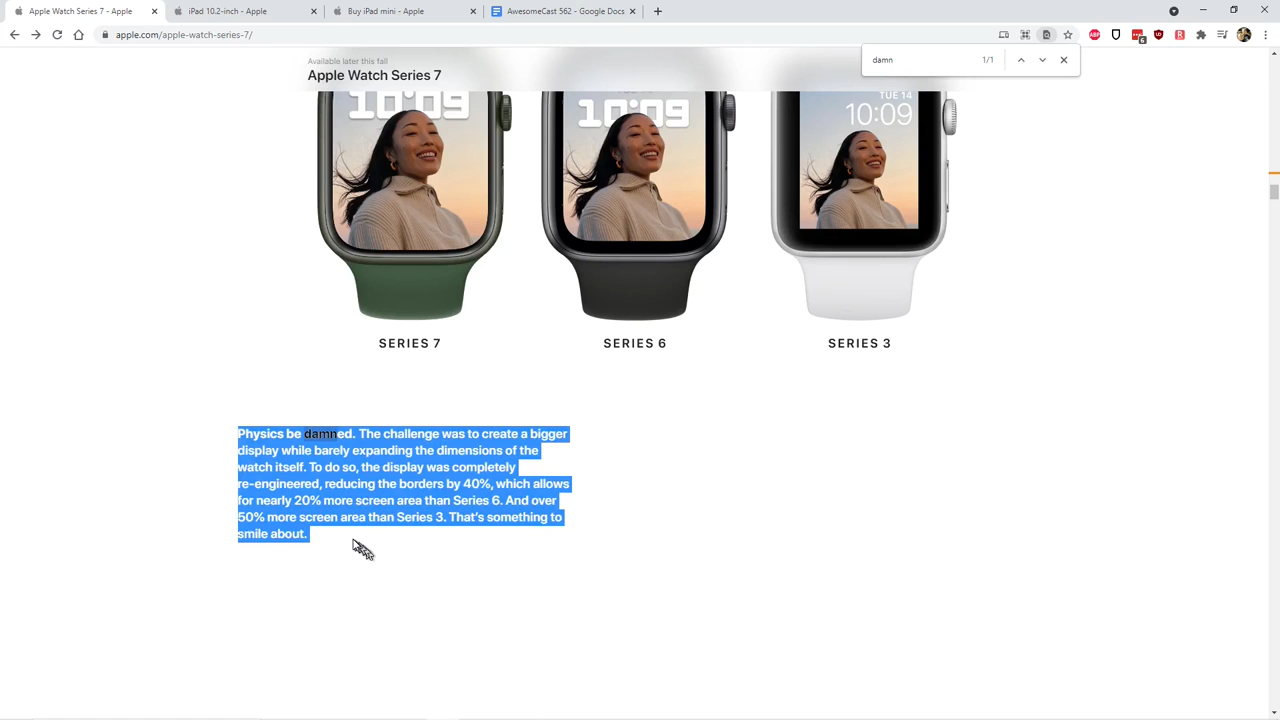 Apple Watch Series 7 - Apple
iPad 10.2-inch - Apple
Buy iPad mini - Apple
AwesomeCast 562 - Google Docs
apple.com/apple-watch-series-7/
damn
1/1
Available later this fall
Apple Watch Series 7
10:09
10:09
TUE 14
10:09
SERIES 7
SERIES 6
SERIES 3
Physics be damned. The challenge was to create a bigger
display while barely expanding the dimensions of the
watch itself. To do so, the display was completely
re-engineered, reducing the borders by 40%, which allows
for nearly 20% more screen area than Series 6. And over
50% more screen area than Series 3. That's something to
smile about.